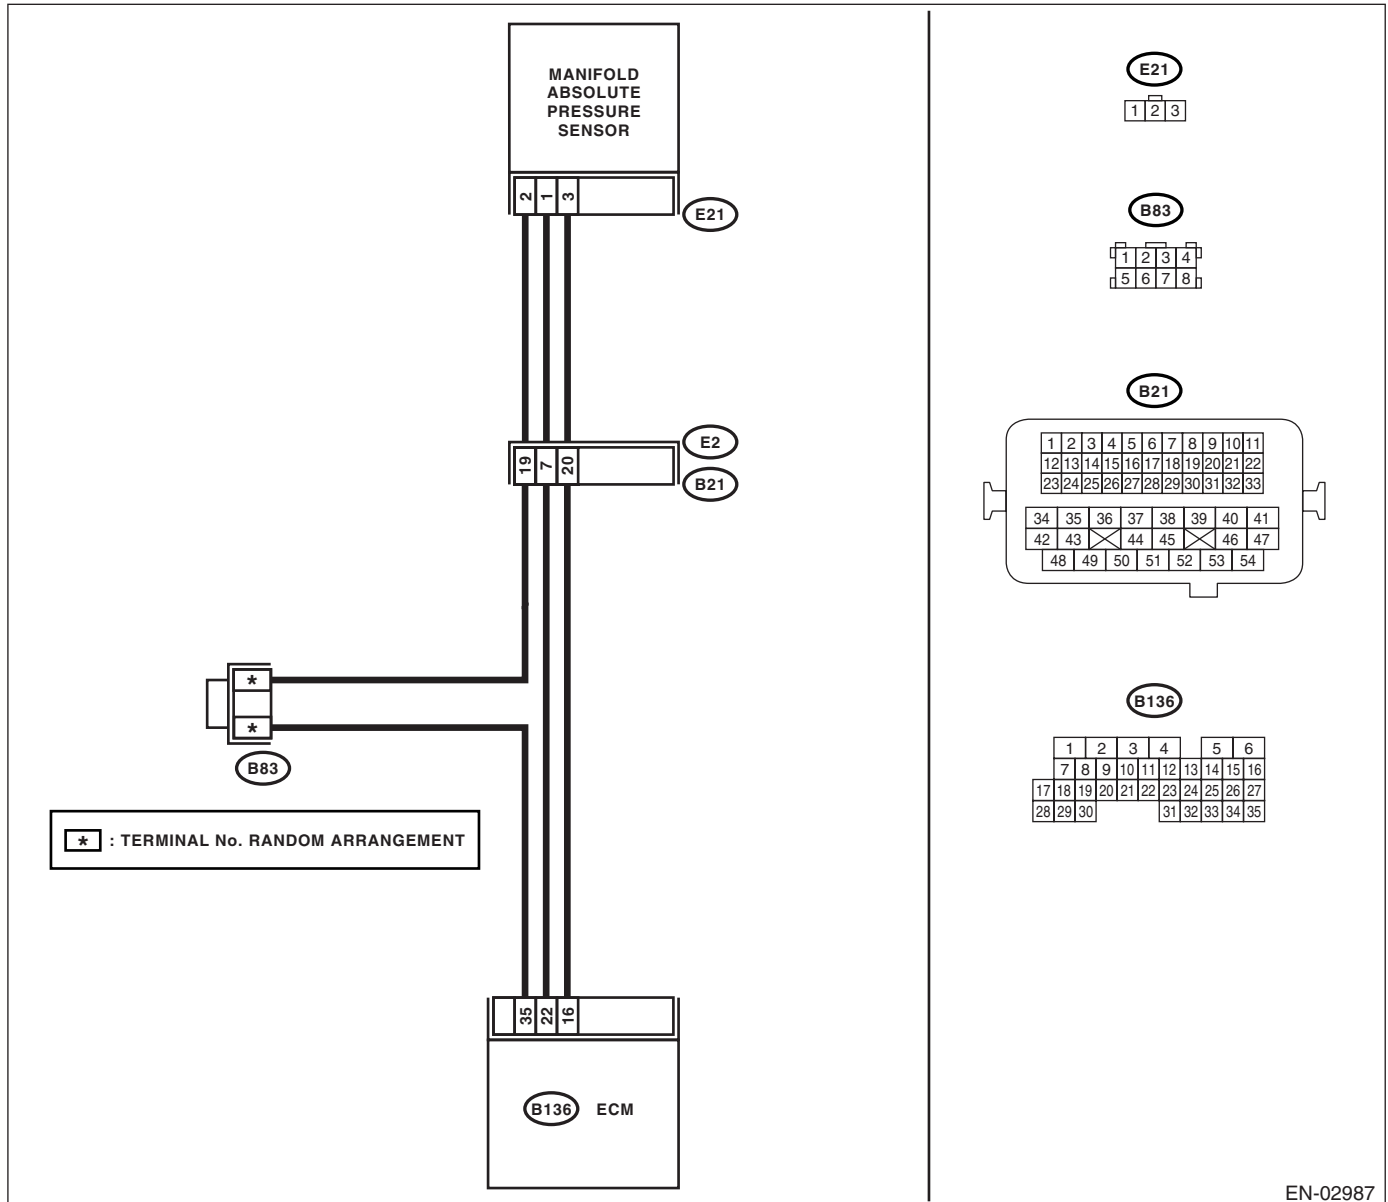 MANIFOLD
ABSOLUTE
PRESSURE
SENSOR
2 1 3
E21
E2
19 7 20
B21
*
*
B83
* : TERMINAL No. RANDOM ARRANGEMENT
35 22 16
B136 ECM
E21
1 2 3
B83
1 2 3 4
5 6 7 8
B21
1 2 3 4 5 6 7 8 9 10 11
12 13 14 15 16 17 18 19 20 21 22
23 24 25 26 27 28 29 30 31 32 33
34 35 36 37 38 39 40 41
42 43 44 45 46 47
48 49 50 51 52 53 54
B136
1 2 3 4 5 6
7 8 9 10 11 12 13 14 15 16
17 18 19 20 21 22 23 24 25 26 27
28 29 30 31 32 33 34 35
EN-02987